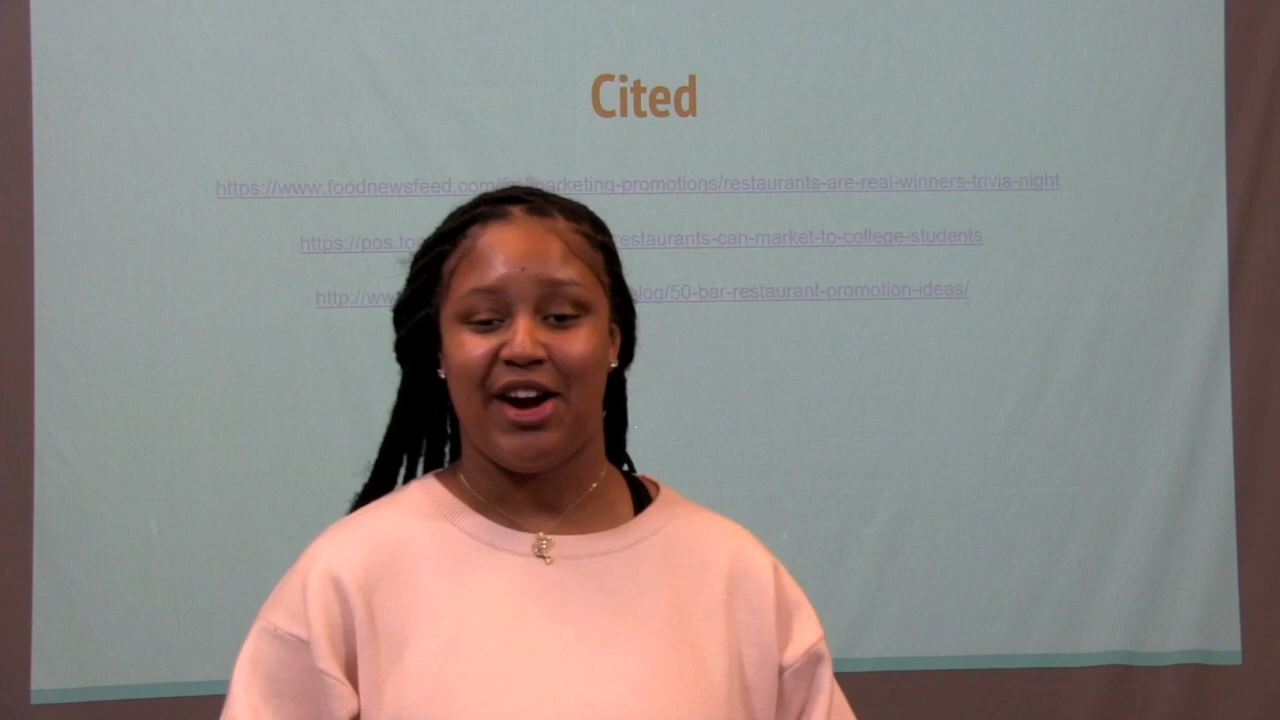 Cited
https://www.foodnewsfeed.com/ /marketing-promotions/restaurants-are-real-winners-trivia-night
https://pos.to restaurants-can-market-to-college-students
http://ww blog/50-bar-restaurant-promotion-ideas/